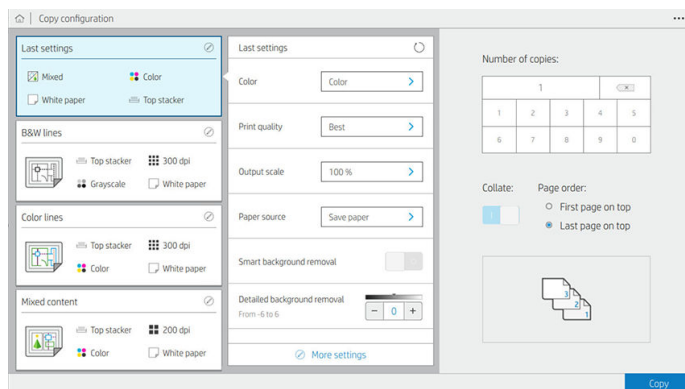 Copy configuration
Last settings
Mixed
Color
White paper
Top stacker
B&W lines
Top stacker
300 dpi
Grayscale
White paper
Color lines
Top stacker
300 dpi
Color
White paper
Mixed content
Top stacker
200 dpi
Color
White paper
Last settings
Color
Color
Print quality
Best
Output scale
100 %
Paper source
Save paper
Smart background removal
Detailed background removal
From -6 to 6
− 0 +
More settings
Number of copies:
1
1 2 3 4 5
6 7 8 9 0
Collate:
Page order:
First page on top
Last page on top
3
2
1
Copy